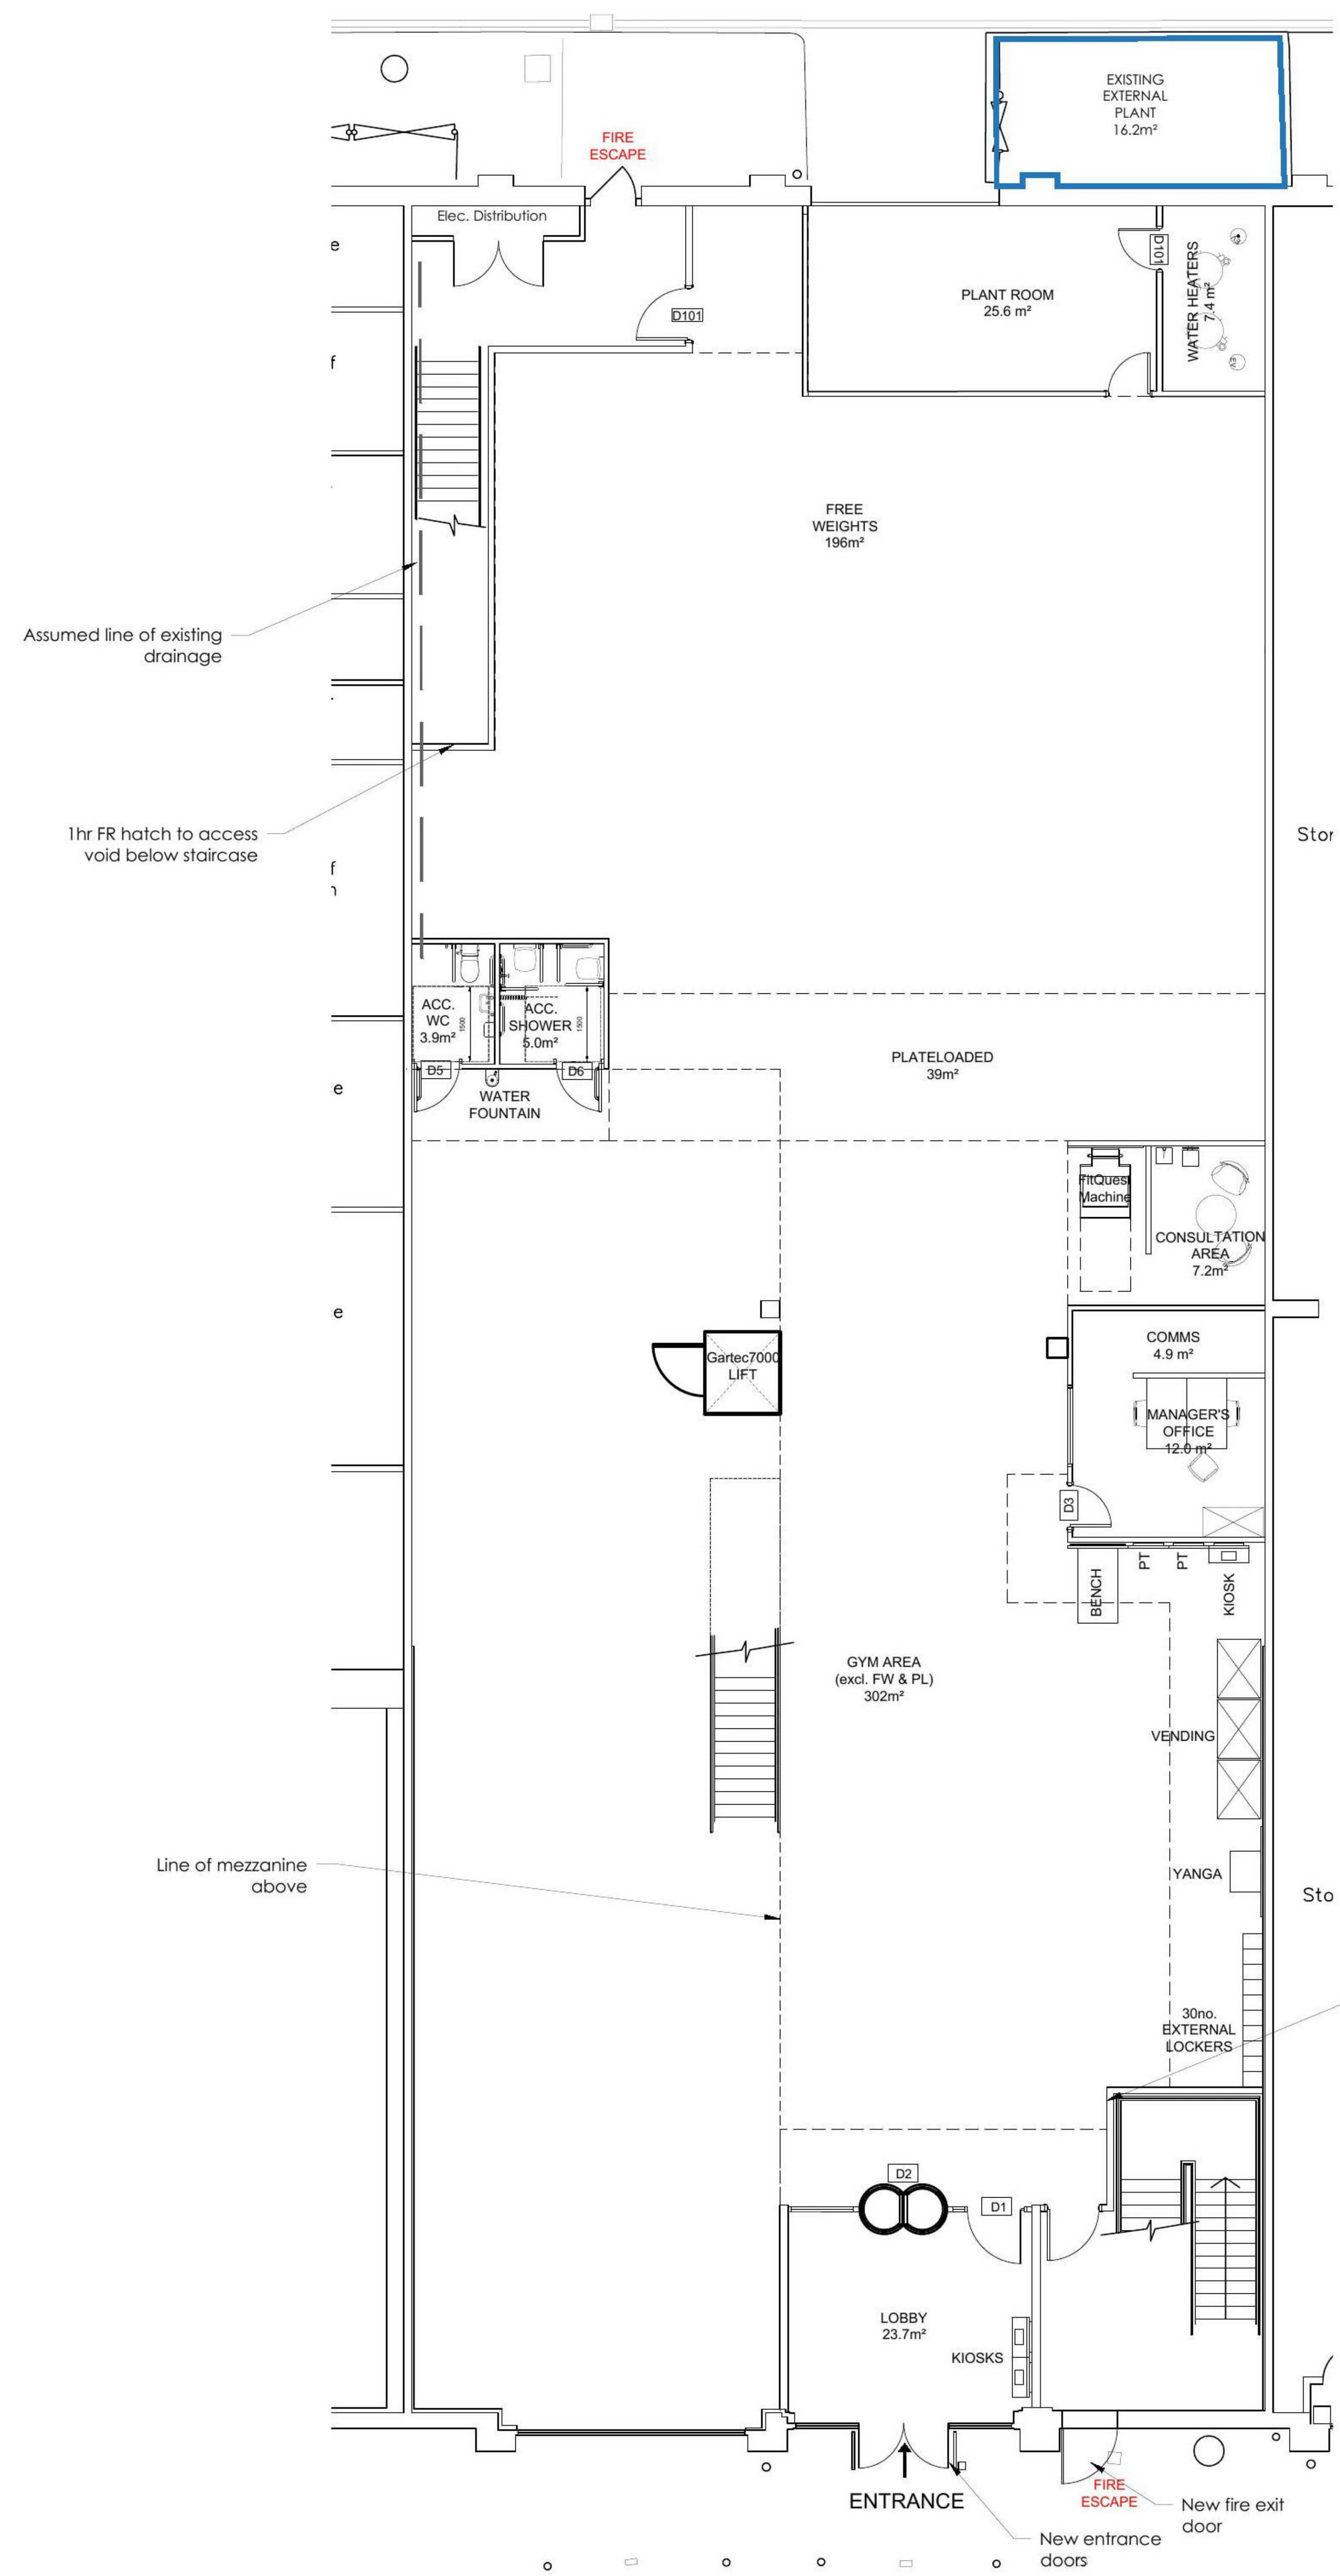 EXISTING
EXTERNAL
PLANT
16.2m²
FIRE
ESCAPE
Elec. Distribution
e
D101
D101
WATER HEATERS
7.4 m²
PLANT ROOM
25.6 m²
f
FREE
WEIGHTS
196m²
Assumed line of existing
drainage
1hr FR hatch to access
void below staircase
Stor
f
ACC.
WC
3.9m²
1500
ACC.
SHOWER
5.0m²
1500
D5
D6
WATER
FOUNTAIN
PLATELOADED
39m²
e
FitQuest
Machine
CONSULTATION
AREA
7.2m²
e
COMMS
4.9 m²
Gartec7000
LIFT
MANAGER'S
OFFICE
12.0 m²
D3
BENCH
PT
PT
KIOSK
GYM AREA
(excl. FW & PL)
302m²
VENDING
Line of mezzanine
above
YANGA
Sto
30no.
EXTERNAL
LOCKERS
D2
D1
LOBBY
23.7m²
KIOSKS
ENTRANCE
FIRE
ESCAPE
New fire exit
door
New entrance
doors